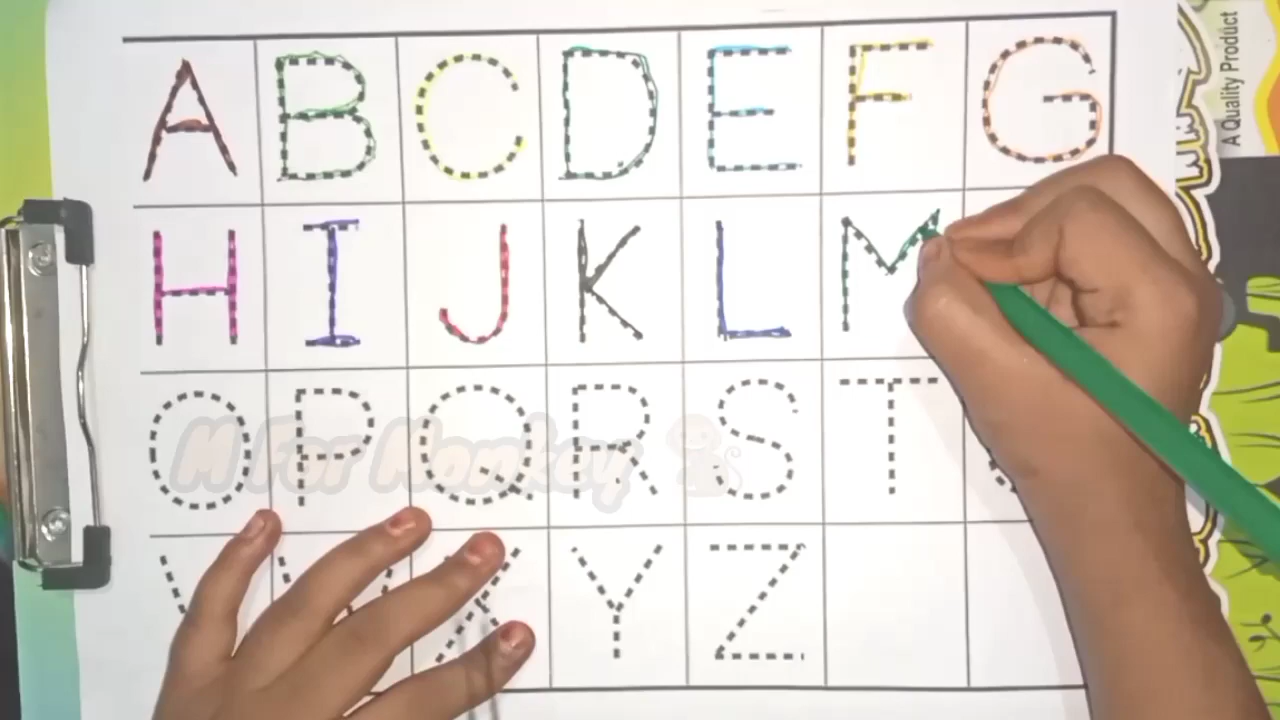 A B C D E F G
H I J K L M
O P Q R S T
X Y Z
M For Monkey
A Quality Product